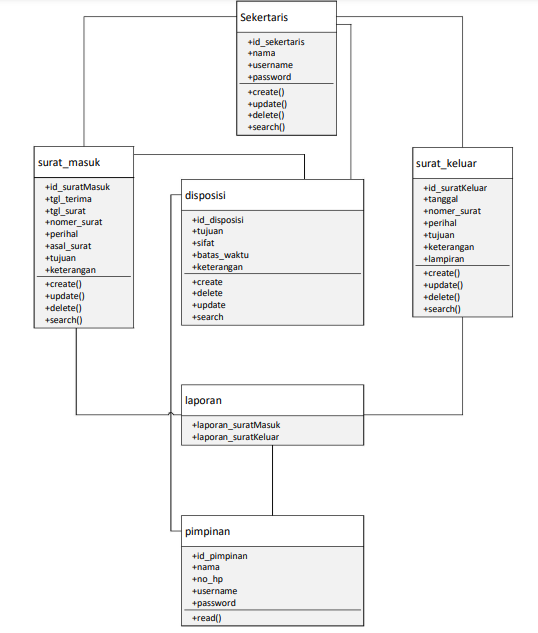 Sekertaris
+id_sekertaris
+nama
+username
+password
+create()
+update()
+delete()
+search()
surat_masuk
+id_suratMasuk
+tgl_terima
+tgl_surat
+nomer_surat
+perihal
+asal_surat
+tujuan
+keterangan
+create()
+update()
+delete()
+search()
disposisi
+id_disposisi
+tujuan
+sifat
+batas_waktu
+keterangan
+create
+delete
+update
+search
surat_keluar
+id_suratKeluar
+tanggal
+nomer_surat
+perihal
+tujuan
+keterangan
+lampiran
+create()
+update()
+delete()
+search()
laporan
+laporan_suratMasuk
+laporan_suratKeluar
pimpinan
+id_pimpinan
+nama
+no_hp
+username
+password
+read()